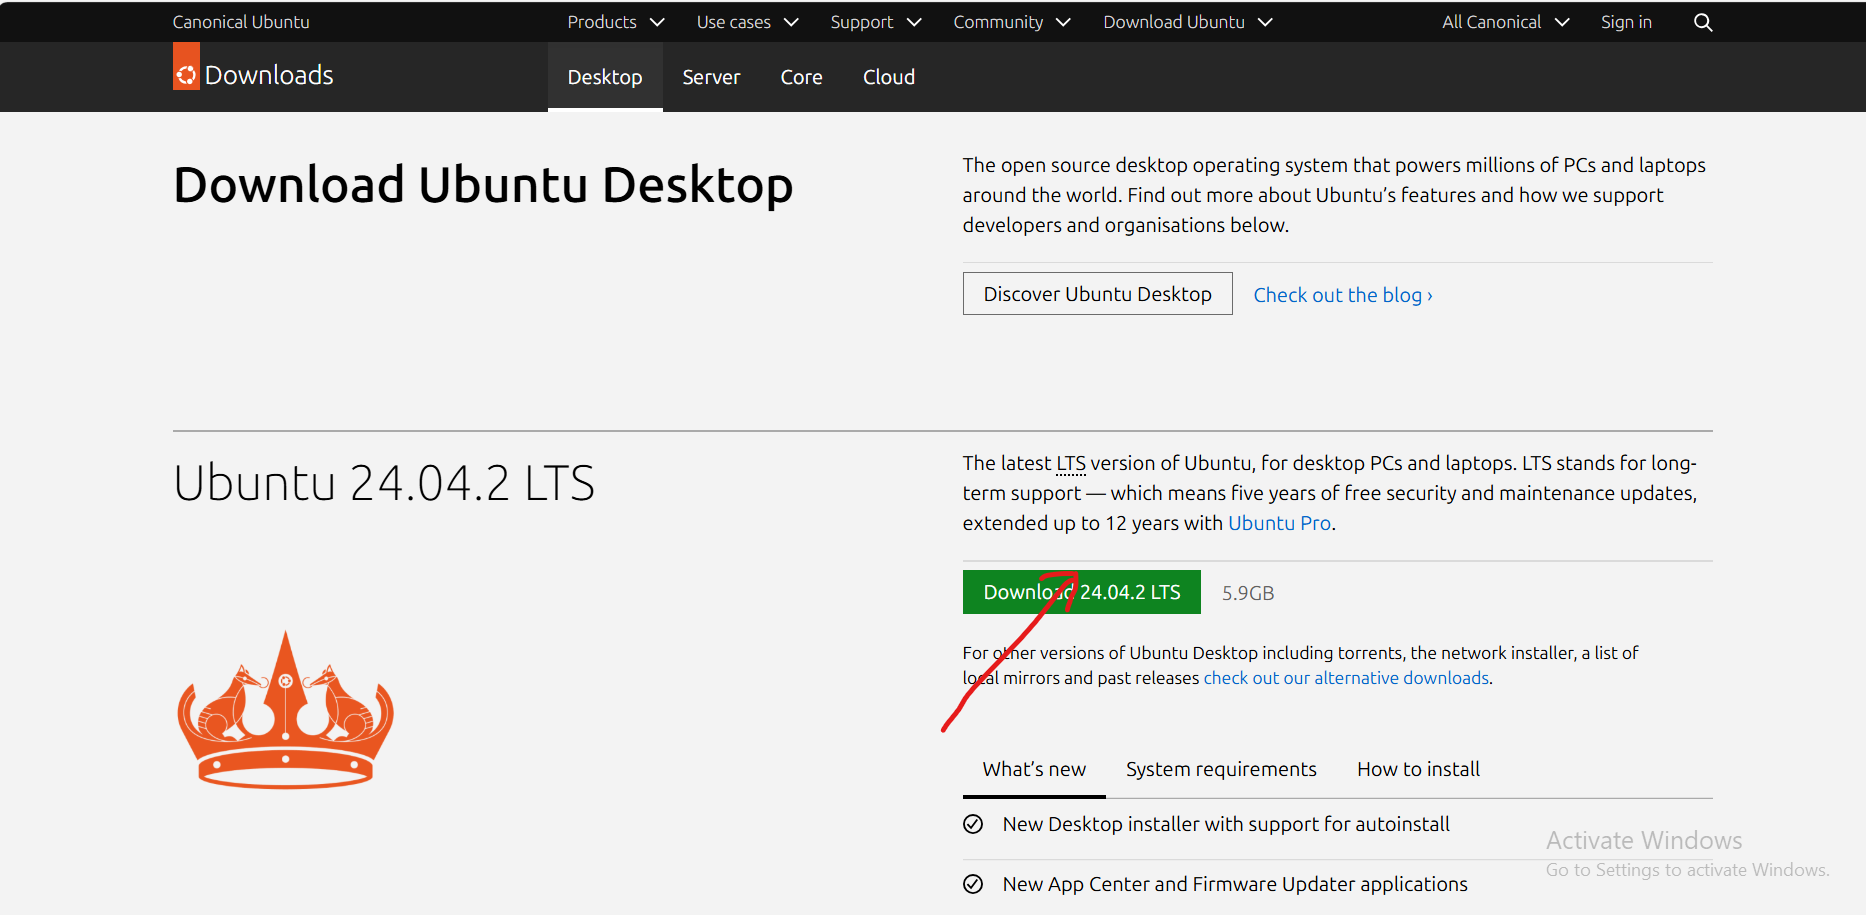 Canonical Ubuntu Products Use cases Support Community Download Ubuntu All Canonical Sign in
Downloads Desktop Server Core Cloud
Download Ubuntu Desktop
The open source desktop operating system that powers millions of PCs and laptops
around the world. Find out more about Ubuntu’s features and how we support
developers and organisations below.
Discover Ubuntu Desktop Check out the blog ›
Ubuntu 24.04.2 LTS
The latest LTS version of Ubuntu, for desktop PCs and laptops. LTS stands for long-
term support — which means five years of free security and maintenance updates,
extended up to 12 years with Ubuntu Pro.
Download 24.04.2 LTS 5.9GB
For other versions of Ubuntu Desktop including torrents, the network installer, a list of
local mirrors and past releases check out our alternative downloads.
What’s new System requirements How to install
New Desktop installer with support for autoinstall
New App Center and Firmware Updater applications
Activate Windows
Go to Settings to activate Windows.